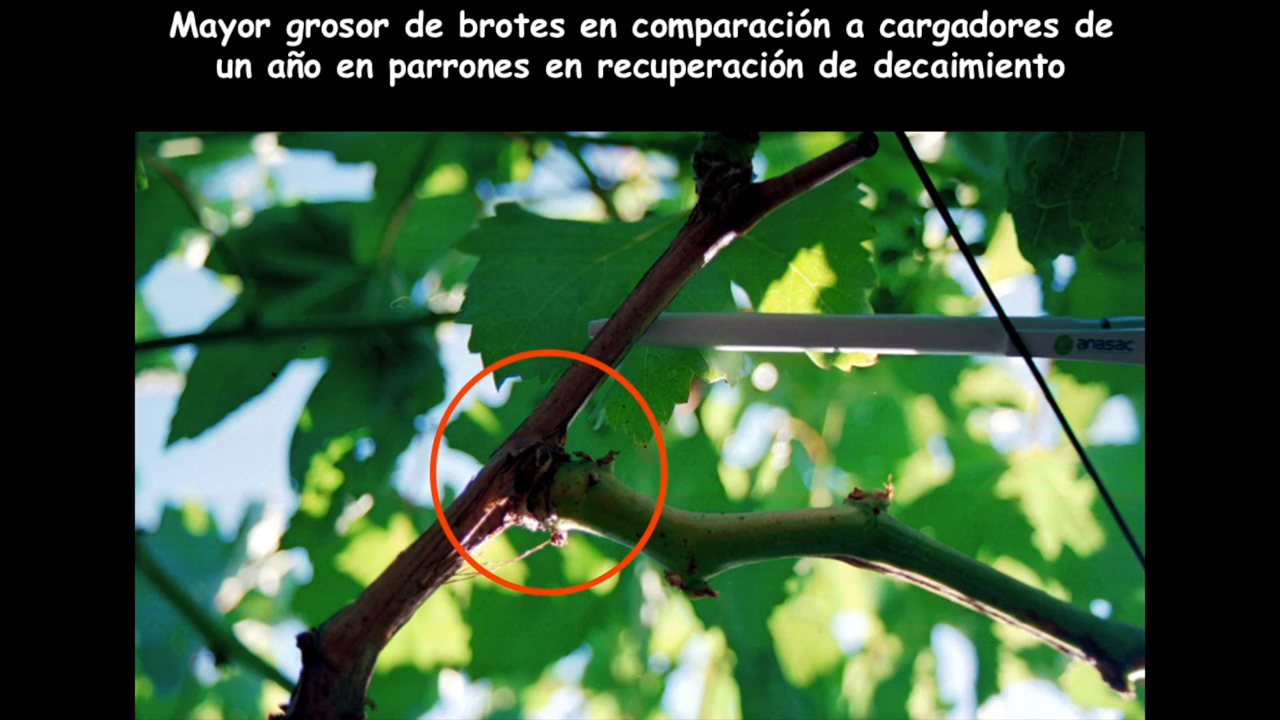 Mayor grosor de brotes en comparación a cargadores de
un año en parrones en recuperación de decaimiento
anasac